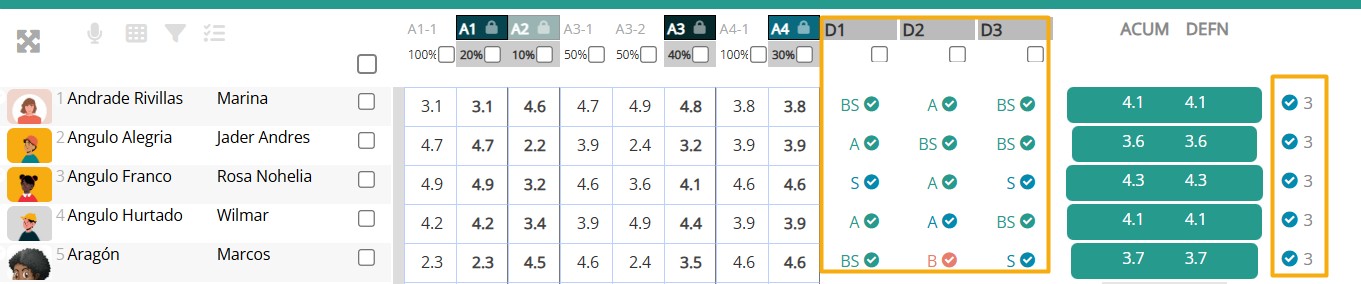 A1-1 A1 A2 A3-1 A3-2 A3 A4-1 A4 D1 D2 D3 ACUM DEFN
100% 20% 10% 50% 50% 40% 100% 30%
1 Andrade Rivillas Marina 3.1 3.1 4.6 4.7 4.9 4.8 3.8 3.8 BS A BS 4.1 4.1 3
2 Angulo Alegria Jader Andres 4.7 4.7 2.2 3.9 2.4 3.2 3.9 3.9 A BS BS 3.6 3.6 3
3 Angulo Franco Rosa Nohelia 4.9 4.9 3.2 4.6 3.6 4.1 4.6 4.6 S A S 4.3 4.3 3
4 Angulo Hurtado Wilmar 4.2 4.2 3.4 3.9 4.9 4.4 3.9 3.9 A A BS 4.1 4.1 3
5 Aragón Marcos 2.3 2.3 4.5 4.6 2.4 3.5 4.6 4.6 BS B S 3.7 3.7 3